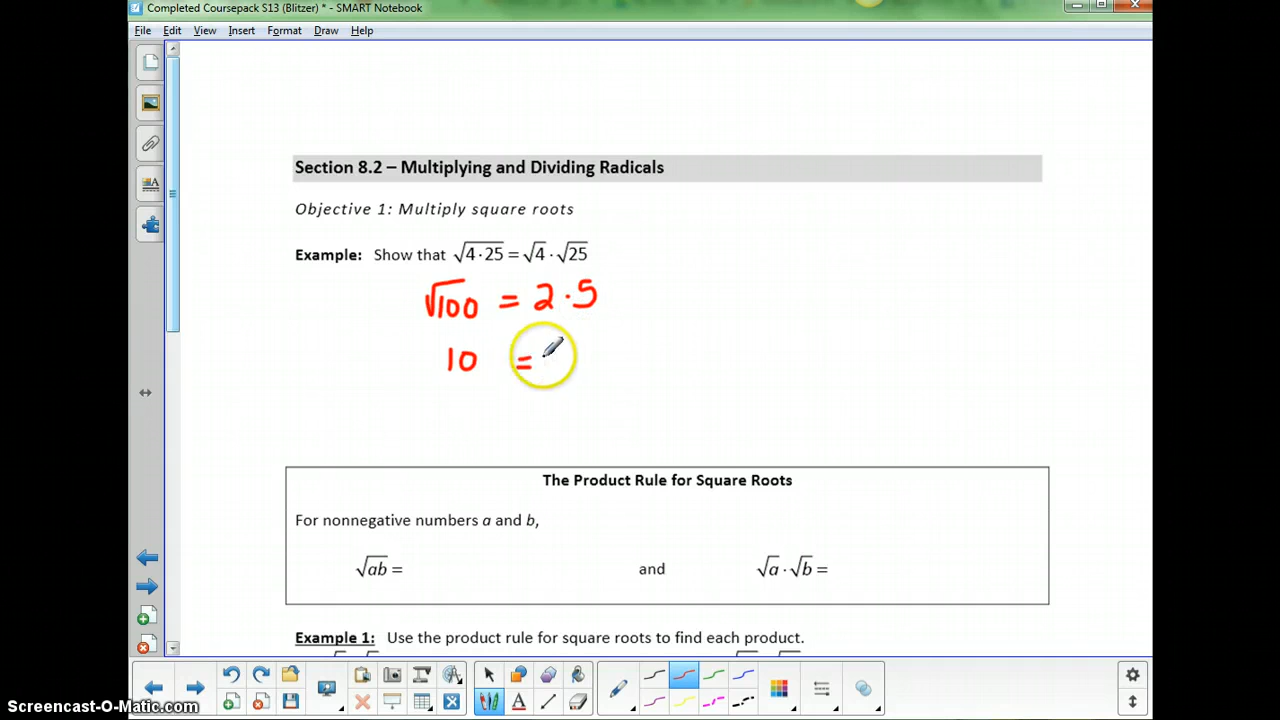 Completed Coursepack S13 (Blitzer) * - SMART Notebook
File Edit View Insert Format Draw Help
Section 8.2 – Multiplying and Dividing Radicals
Objective 1: Multiply square roots
Example: Show that √4·25 = √4 · √25
√100 = 2·5
10 =
The Product Rule for Square Roots
For nonnegative numbers a and b,
√ab = and √a · √b =
Example 1: Use the product rule for square roots to find each product.
Screencast-O-Matic.com